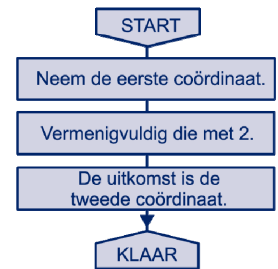 START
Neem de eerste coördinaat.
Vermenigvuldig die met 2.
De uitkomst is de
tweede coördinaat.
KLAAR